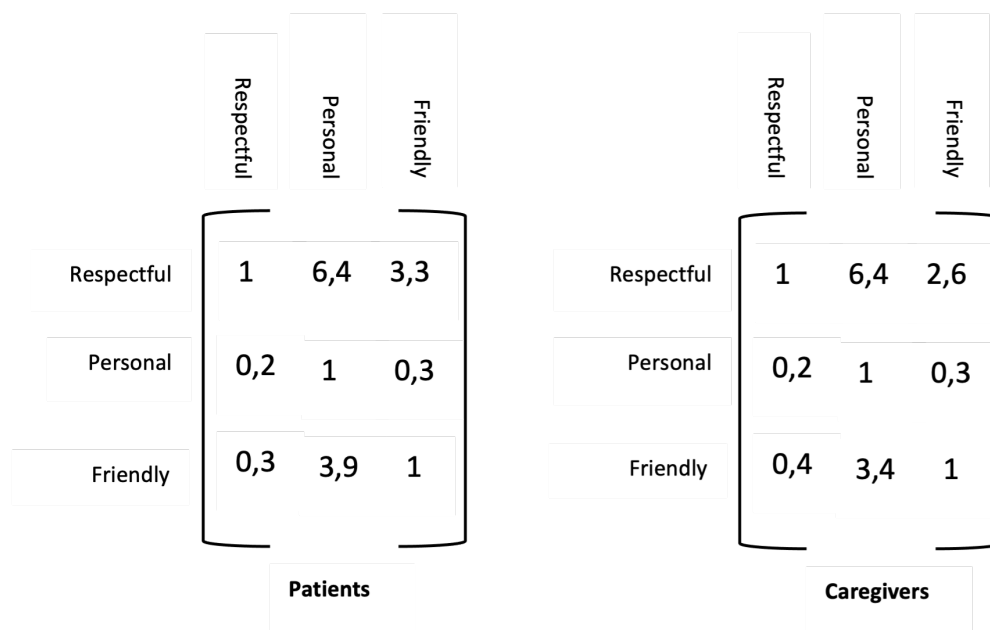 Respectful Personal Friendly
Respectful 1 6,4 3,3
Personal 0,2 1 0,3
Friendly 0,3 3,9 1
Patients
Respectful Personal Friendly
Respectful 1 6,4 2,6
Personal 0,2 1 0,3
Friendly 0,4 3,4 1
Caregivers